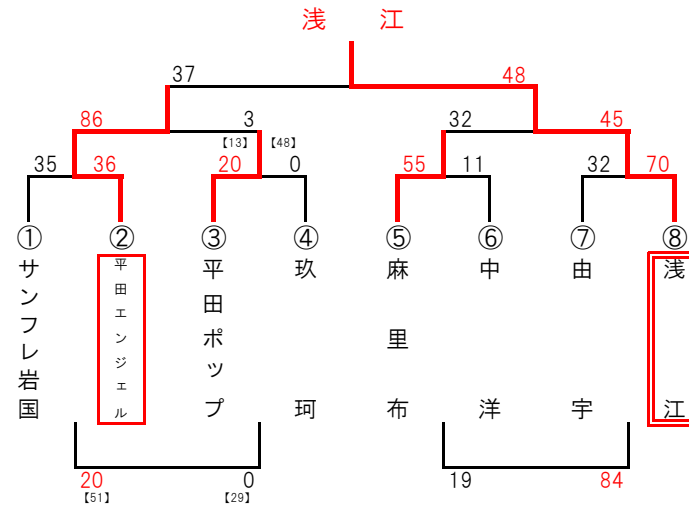 浅江
37 48
86 3 32 45
【13】 【48】
35 36 20 0 55 11 32 70
① ② ③ ④ ⑤ ⑥ ⑦ ⑧
サンフレ岩国
平田エンジェル
平田ポップ
玖珂
麻里布
中洋
由宇
浅江
20 0 19 84
【51】 【29】